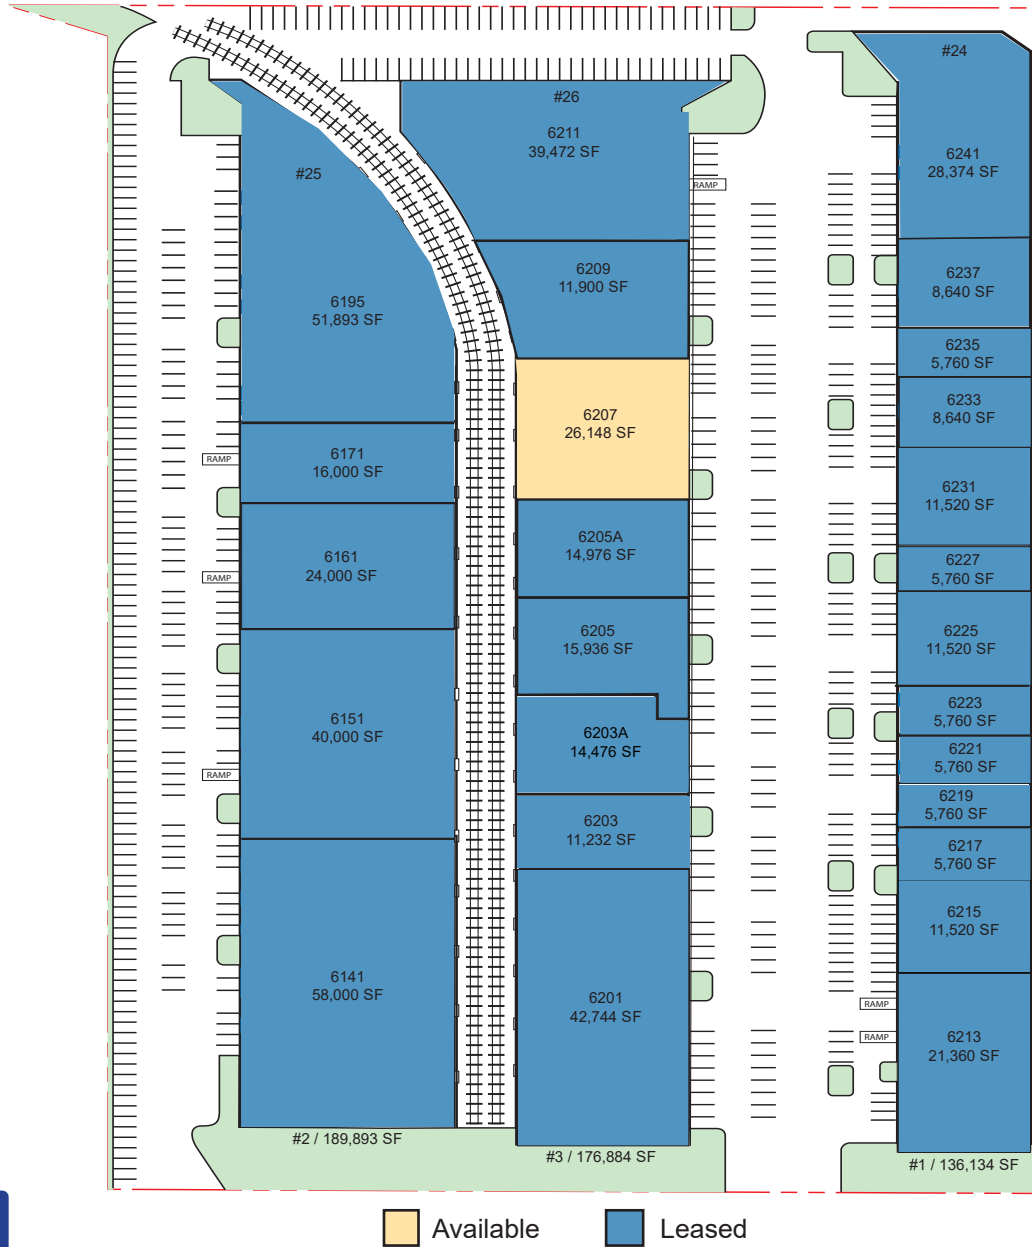 #25
6195
51,893 SF
RAMP
6171
16,000 SF
RAMP
6161
24,000 SF
6151
40,000 SF
RAMP
6141
58,000 SF
#2 / 189,893 SF
#26
6211
39,472 SF
RAMP
6209
11,900 SF
6207
26,148 SF
6205A
14,976 SF
6205
15,936 SF
6203A
14,476 SF
6203
11,232 SF
6201
42,744 SF
#3 / 176,884 SF
#24
6241
28,374 SF
6237
8,640 SF
6235
5,760 SF
6233
8,640 SF
6231
11,520 SF
6227
5,760 SF
6225
11,520 SF
6223
5,760 SF
6221
5,760 SF
6219
5,760 SF
6217
5,760 SF
6215
11,520 SF
RAMP
RAMP
6213
21,360 SF
#1 / 136,134 SF
Available
Leased